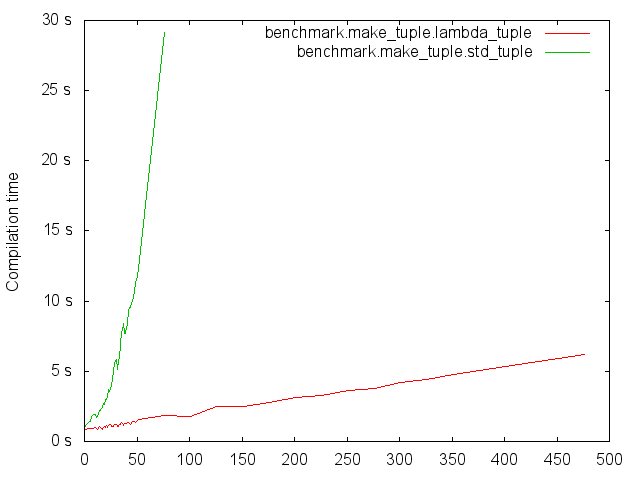 30 s
25 s
20 s
15 s
10 s
5 s
0 s
Compilation time
benchmark.make_tuple.lambda_tuple
benchmark.make_tuple.std_tuple
0
50
100
150
200
250
300
350
400
450
500